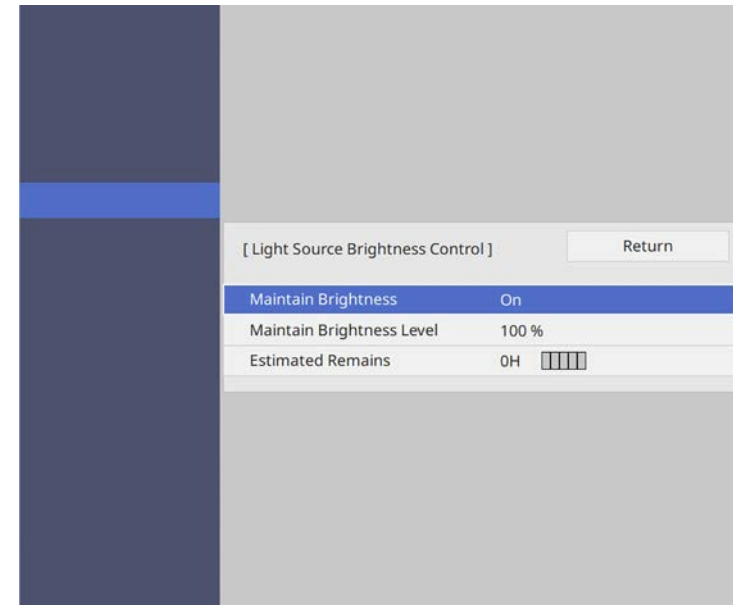 [ Light Source Brightness Control ] Return
Maintain Brightness On
Maintain Brightness Level 100 %
Estimated Remains 0H